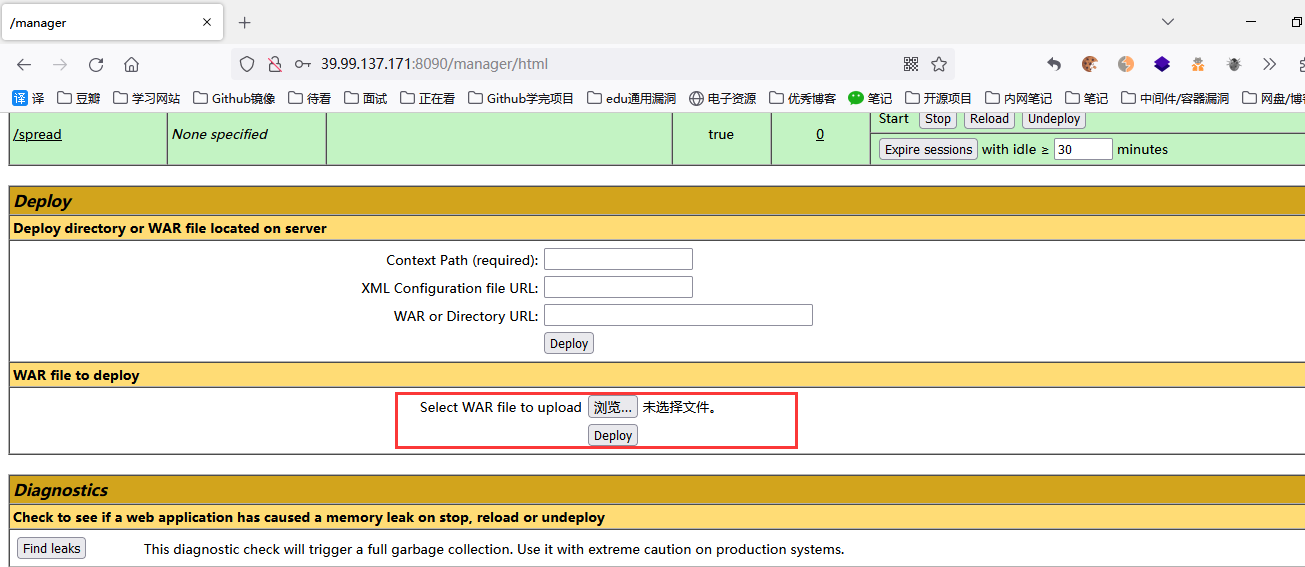 /manager
39.99.137.171:8090/manager/html
译 译 豆瓣 学习网站 Github镜像 待看 面试 正在看 Github学完项目 edu通用漏洞 电子资源 优秀博客 笔记 开源项目 内网笔记 笔记 中间件/容器漏洞 网盘/博客
Start Stop Reload Undeploy
/spread None specified true 0
Expire sessions with idle ≥ 30 minutes
Deploy
Deploy directory or WAR file located on server
Context Path (required):
XML Configuration file URL:
WAR or Directory URL:
Deploy
WAR file to deploy
Select WAR file to upload 浏览... 未选择文件。
Deploy
Diagnostics
Check to see if a web application has caused a memory leak on stop, reload or undeploy
Find leaks This diagnostic check will trigger a full garbage collection. Use it with extreme caution on production systems.